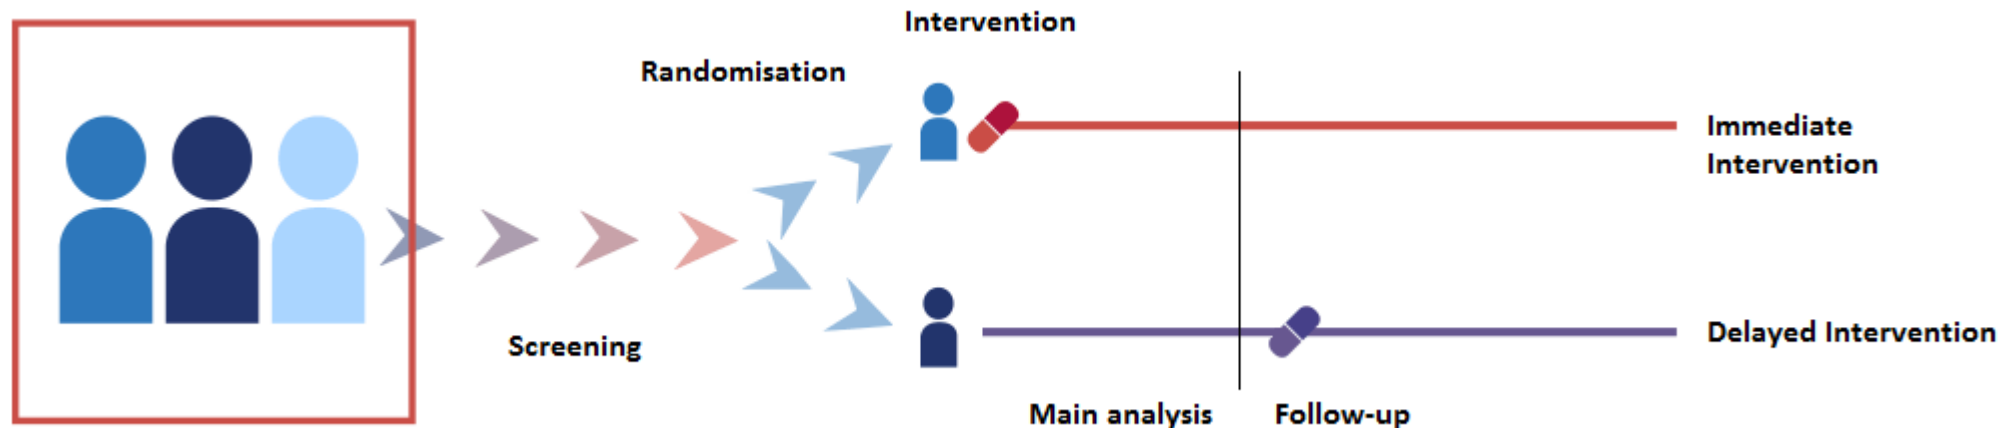 Intervention
Randomisation
Immediate
Intervention
Screening
Delayed Intervention
Main analysis
Follow-up